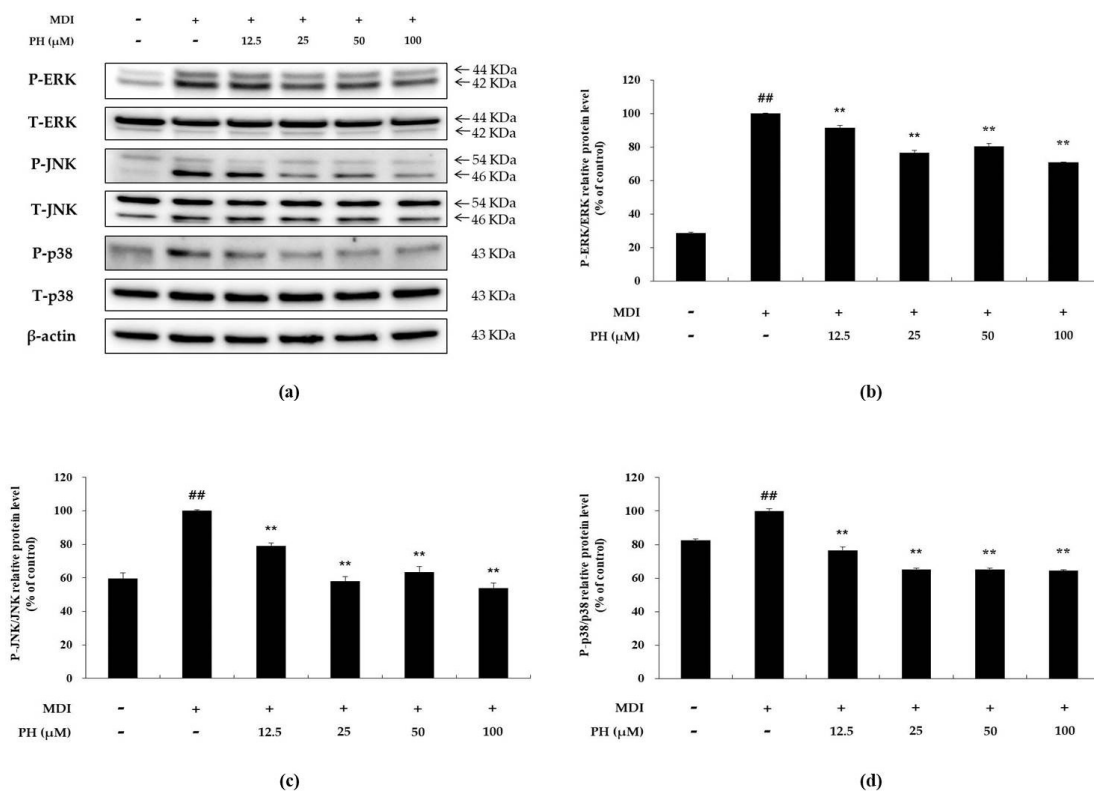 MDI - + + + + +
PH (µM) - - 12.5 25 50 100
P-ERK ←44 KDa ←42 KDa
T-ERK ←44 KDa ←42 KDa
P-JNK ←54 KDa ←46 KDa
T-JNK ←54 KDa ←46 KDa
P-p38 43 KDa
T-p38 43 KDa
β-actin 43 KDa
(a)
P-ERK/ERK relative protein level
(% of control)
120
100
80
60
40
20
0
## ** ** ** **
MDI - + + + + +
PH (µM) - - 12.5 25 50 100
(b)
P-JNK/JNK relative protein level
(% of control)
120
100
80
60
40
20
0
## ** ** ** **
MDI - + + + + +
PH (µM) - - 12.5 25 50 100
(c)
P-p38/p38 relative protein level
(% of control)
120
100
80
60
40
20
0
## ** ** ** **
MDI - + + + + +
PH (µM) - - 12.5 25 50 100
(d)